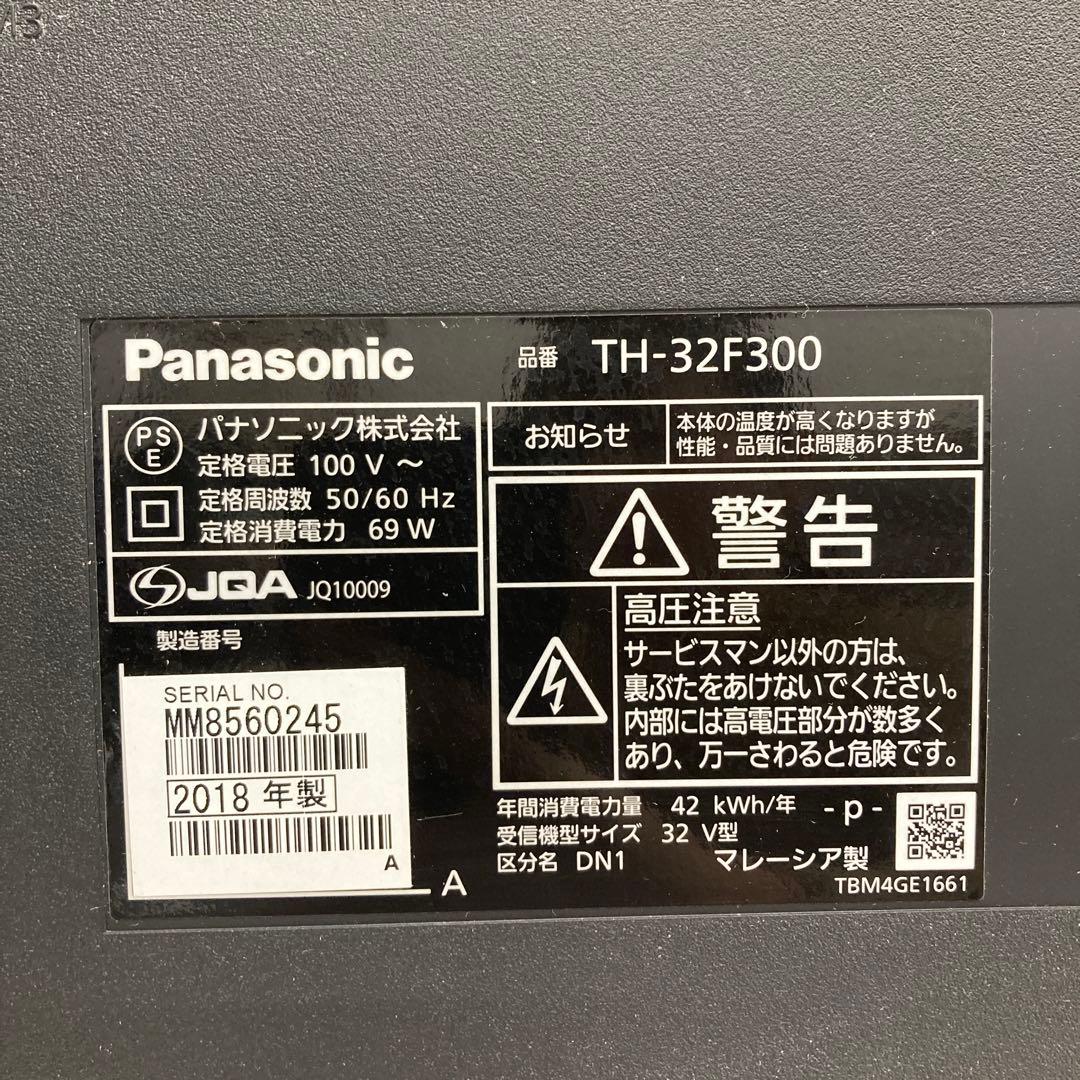 Panasonic
品番 TH-32F300
PS
E
パナソニック株式会社
定格電圧 100 V ～
定格周波数 50/60 Hz
定格消費電力 69 W
JQA JQ10009
製造番号
SERIAL NO.
MM8560245
2018 年製
A
A
お知らせ
本体の温度が高くなりますが
性能・品質には問題ありません。
警告
高圧注意
サービスマン以外の方は、
裏ぶたをあけないでください。
内部には高電圧部分が数多く
あり、万一さわると危険です。
年間消費電力量 42 kWh/年
受信機型サイズ 32 V型
区分名 DN1
- p -
マレーシア製
TBM4GE1661